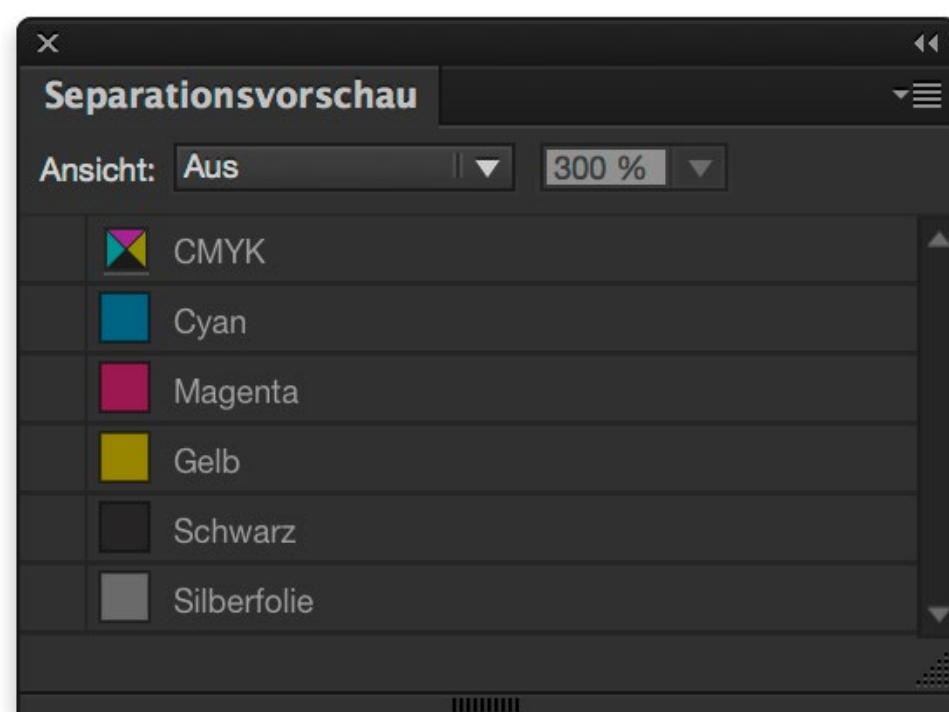 Separationsvorschau
Ansicht: Aus 300 %
CMYK
Cyan
Magenta
Gelb
Schwarz
Silberfolie